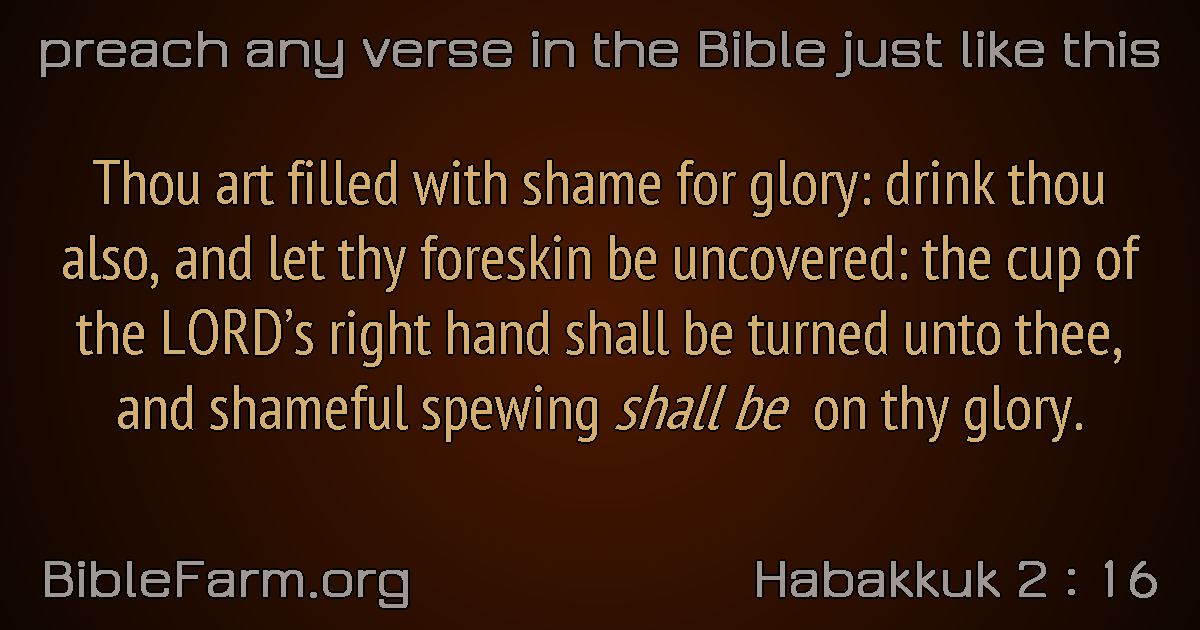 preach any verse in the Bible just like this
Thou art filled with shame for glory: drink thou
also, and let thy foreskin be uncovered: the cup of
the LORD’s right hand shall be turned unto thee,
and shameful spewing shall be on thy glory.
BibleFarm.org
Habakkuk 2 : 16